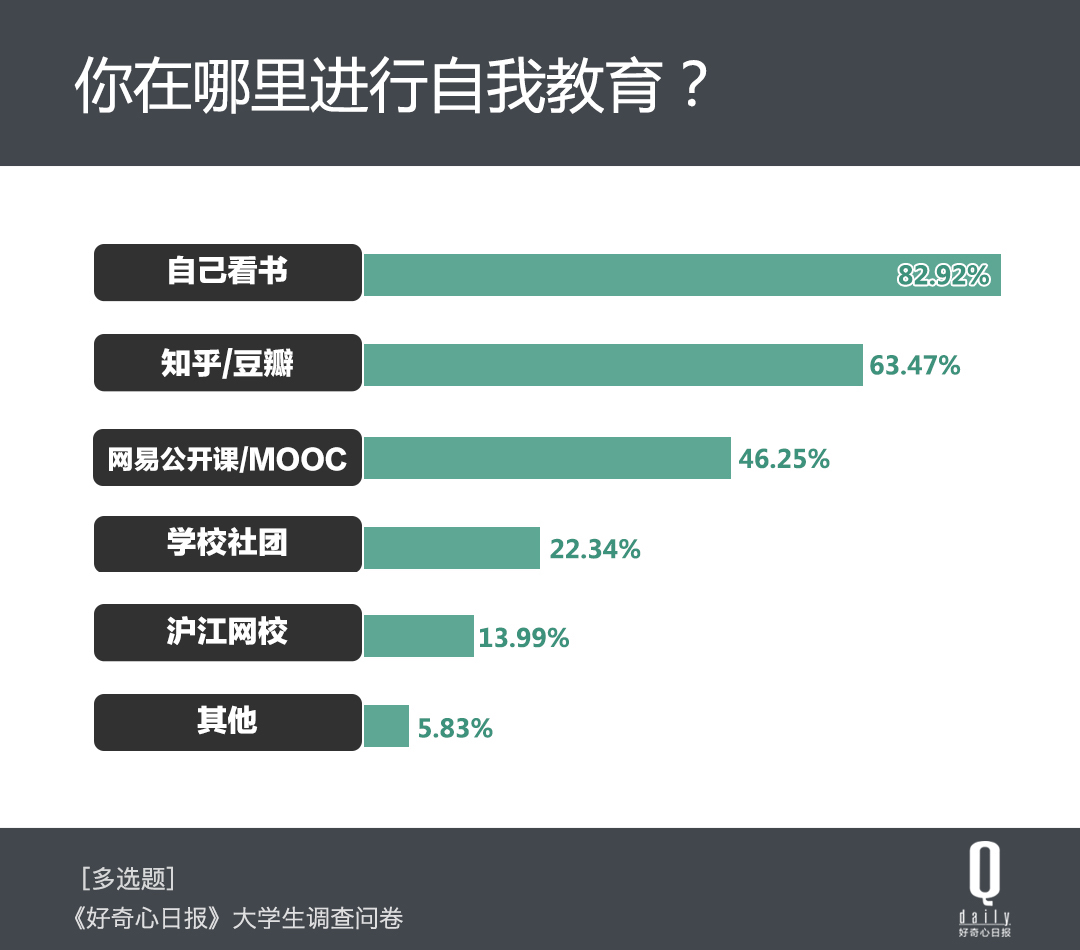 你在哪里进行自我教育？
自己看书 82.92%
知乎/豆瓣 63.47%
网易公开课/MOOC 46.25%
学校社团 22.34%
沪江网校 13.99%
其他 5.83%
［多选题］
《好奇心日报》大学生调查问卷
Q
daily
好奇心日报